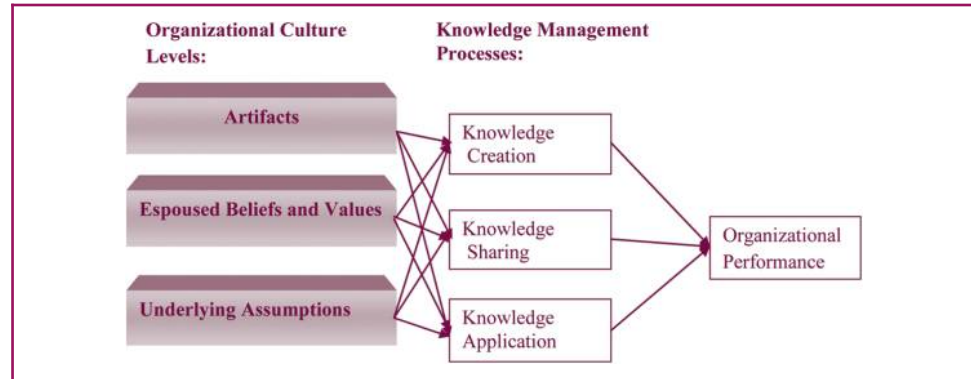 Organizational Culture
Levels:
Knowledge Management
Processes:
Artifacts
Espoused Beliefs and Values
Underlying Assumptions
Knowledge
Creation
Knowledge
Sharing
Knowledge
Application
Organizational
Performance